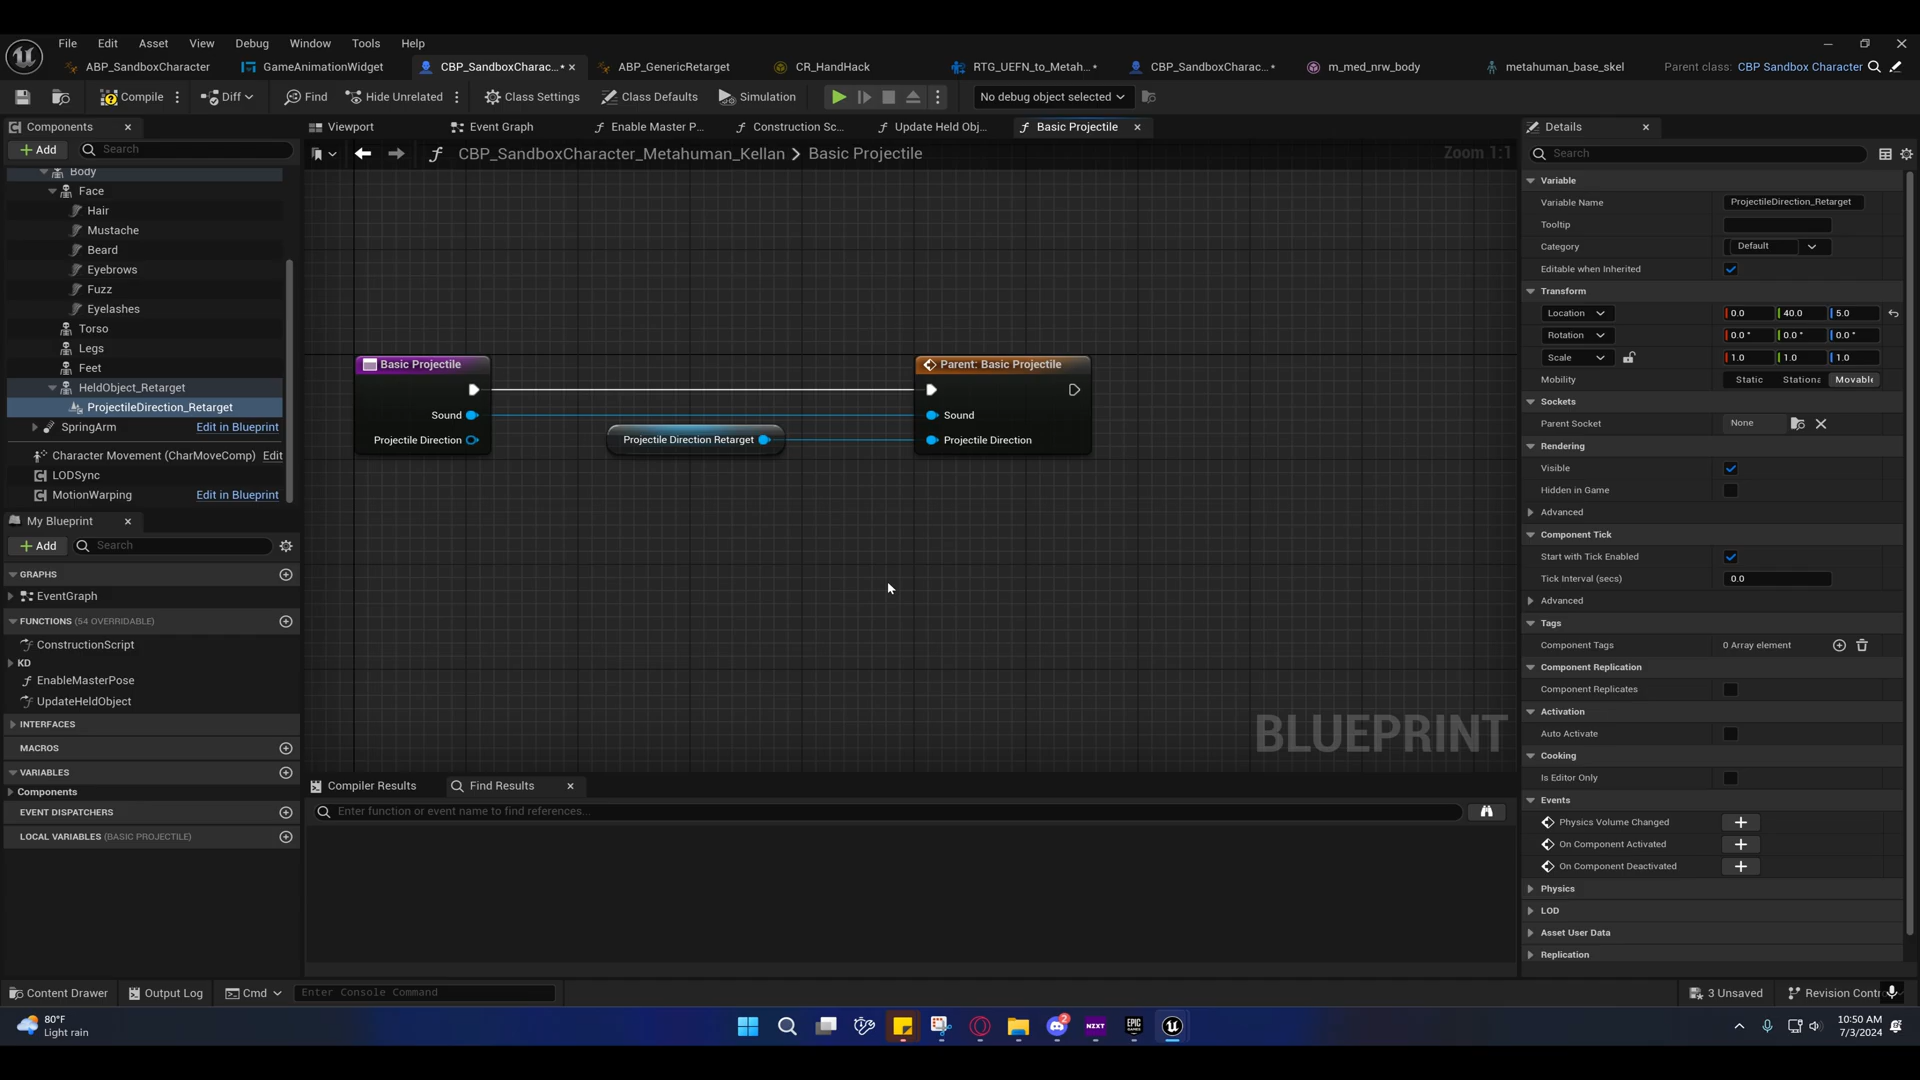 File Edit Asset View Debug Window Tools Help
ABP_SandboxCharacter GameAnimationWidget CBP_SandboxCharac...* ABP_GenericRetarget CR_HandHack RTG_UEFN_to_Metah...* CBP_SandboxCharac...* m_med_nrw_body metahuman_base_skel Parent class: CBP Sandbox Character
Compile Diff Find Hide Unrelated Class Settings Class Defaults Simulation No debug object selected
Components
Viewport Event Graph Enable Master P... Construction Sc... Update Held Obj... Basic Projectile
Details
+ Add Search
CBP_SandboxCharacter_Metahuman_Kellan > Basic Projectile
Zoom 1:1
Search
Body
Face
Hair
Mustache
Beard
Eyebrows
Fuzz
Eyelashes
Torso
Legs
Feet
HeldObject_Retarget
ProjectileDirection_Retarget
SpringArm Edit in Blueprint
Character Movement (CharMoveComp) Edit
LODSync
MotionWarping Edit in Blueprint
My Blueprint
+ Add Search
GRAPHS
EventGraph
FUNCTIONS (54 OVERRIDABLE)
ConstructionScript
KD
EnableMasterPose
UpdateHeldObject
INTERFACES
MACROS
VARIABLES
Components
EVENT DISPATCHERS
LOCAL VARIABLES (BASIC PROJECTILE)
Basic Projectile
Sound
Projectile Direction
Projectile Direction Retarget
Parent: Basic Projectile
Sound
Projectile Direction
BLUEPRINT
Compiler Results Find Results
Enter function or event name to find references...
Variable
Variable Name ProjectileDirection_Retarget
Tooltip
Category Default
Editable when Inherited
Transform
Location 0.0 40.0 5.0
Rotation 0.0 ° 0.0 ° 0.0 °
Scale 1.0 1.0 1.0
Mobility Static Stationa Movable
Sockets
Parent Socket None
Rendering
Visible
Hidden in Game
Advanced
Component Tick
Start with Tick Enabled
Tick Interval (secs) 0.0
Advanced
Tags
Component Tags 0 Array element
Component Replication
Component Replicates
Activation
Auto Activate
Cooking
Is Editor Only
Events
Physics Volume Changed
On Component Activated
On Component Deactivated
Physics
LOD
Asset User Data
Replication
Content Drawer Output Log Cmd Enter Console Command 3 Unsaved Revision Contr
80°F
Light rain
2
NZXT
EPIC GAMES
10:50 AM
7/3/2024